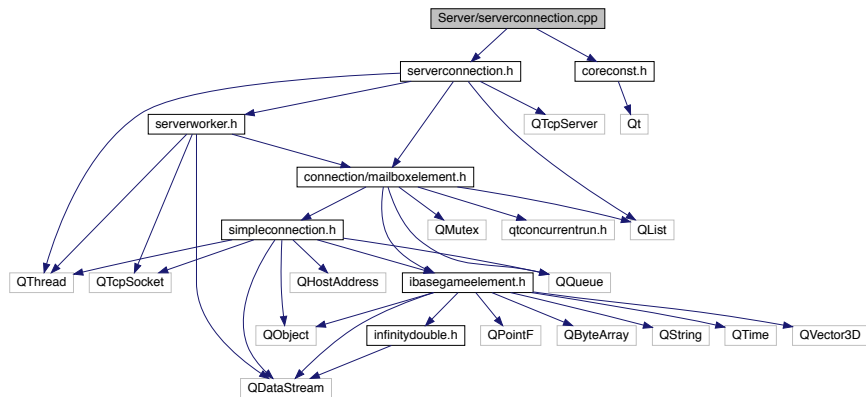 Server/serverconnection.cpp
serverconnection.h
coreconst.h
serverworker.h
QTcpServer
Qt
connection/mailboxelement.h
simpleconnection.h
QMutex
qtconcurrentrun.h
QList
QThread
QTcpSocket
QHostAddress
ibasegameelement.h
QQueue
QObject
infinitydouble.h
QPointF
QByteArray
QString
QTime
QVector3D
QDataStream